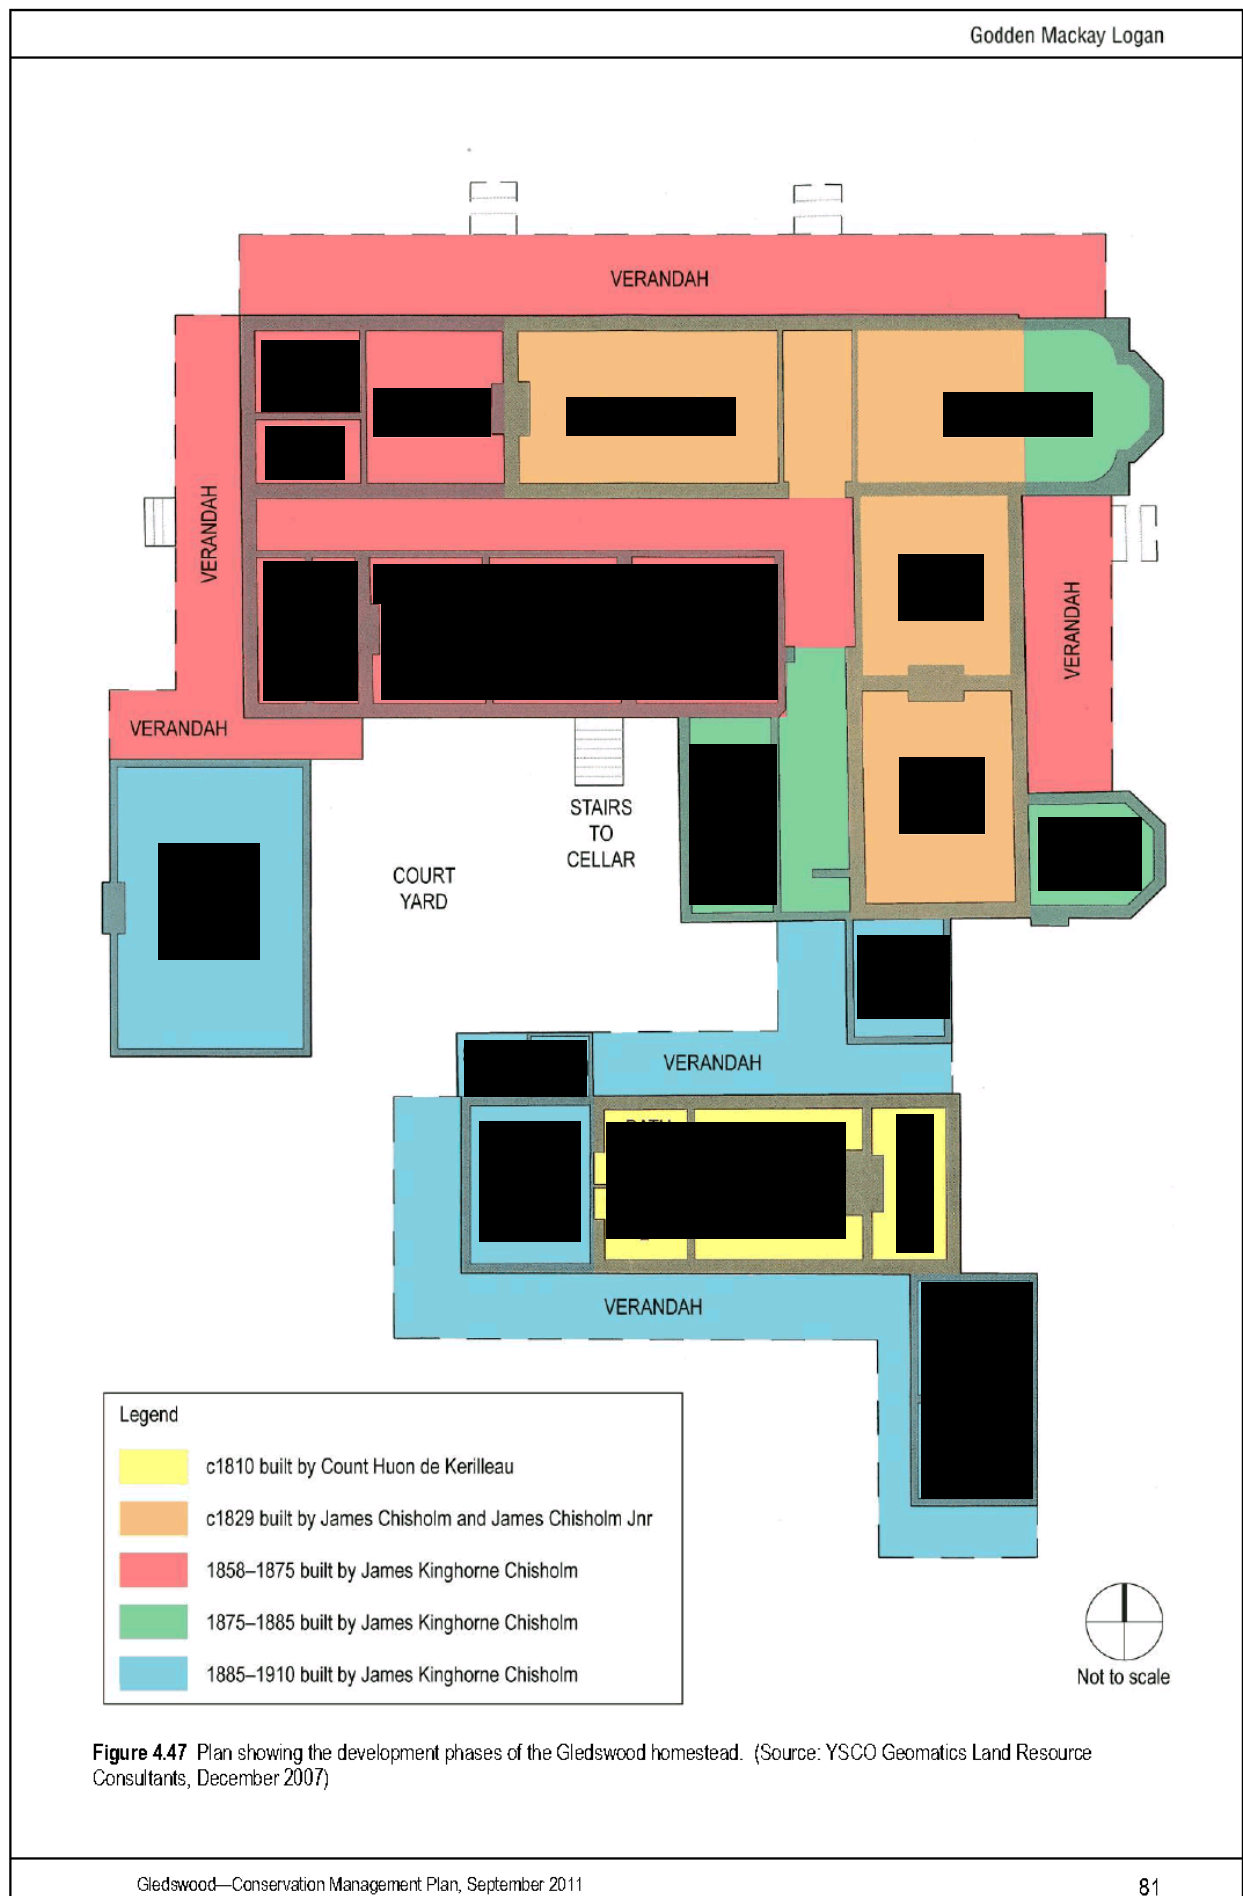 Godden Mackay Logan
VERANDAH
VERANDAH
VERANDAH
VERANDAH
STAIRS
TO
CELLAR
COURT
YARD
VERANDAH
VERANDAH
Legend
c1810 built by Count Huon de Kerilleau
c1829 built by James Chisholm and James Chisholm Jnr
1858–1875 built by James Kinghorne Chisholm
1875–1885 built by James Kinghorne Chisholm
1885–1910 built by James Kinghorne Chisholm
Not to scale
Figure 4.47 Plan showing the development phases of the Gledswood homestead. (Source: YSCO Geomatics Land Resource
Consultants, December 2007)
Gledswood—Conservation Management Plan, September 2011
81